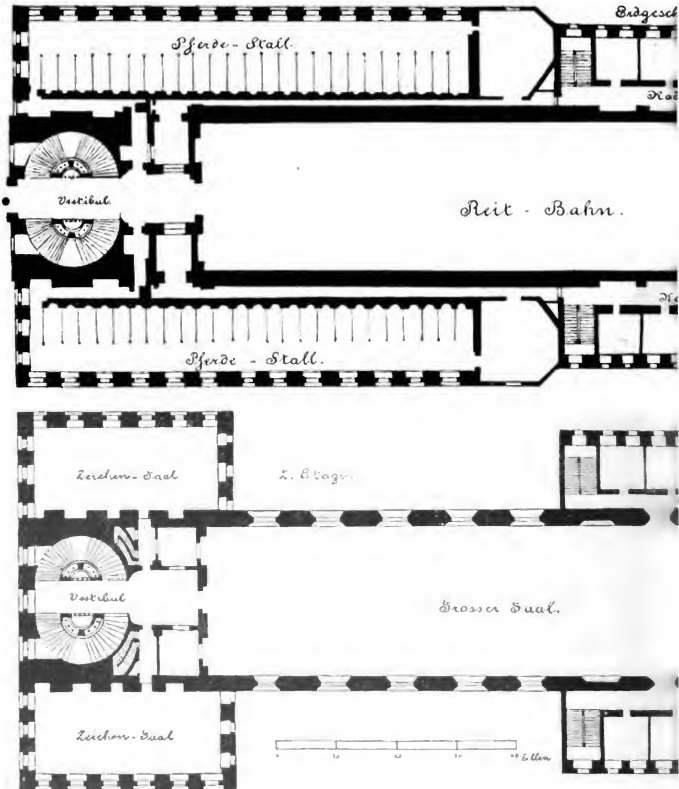 Erdgesch
Pferde-Stall.
Vestibul.
Reit - Bahn.
Pferde - Stall.
Zeichen-Saal
2. Etage.
Vestibul
Grosser Saal.
Zeichen-Saal
Ellen